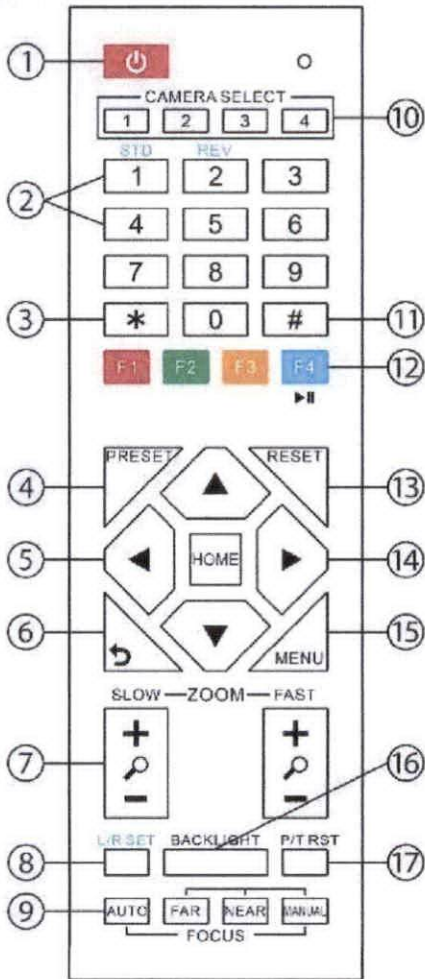 ①
CAMERA SELECT
1 2 3 4 ⑩
STD REV
② 1 2 3
4 5 6
7 8 9
③ * 0 # ⑪
F1 F2 F3 F4 ⑫
④ PRESET RESET ⑬
⑤ HOME ⑭
⑥ MENU ⑮
SLOW ZOOM FAST
⑦ + + ⑯
- -
L/R SET BACKLIGHT P/T RST
⑧ ⑰
⑨ AUTO FAR NEAR MANUAL
FOCUS